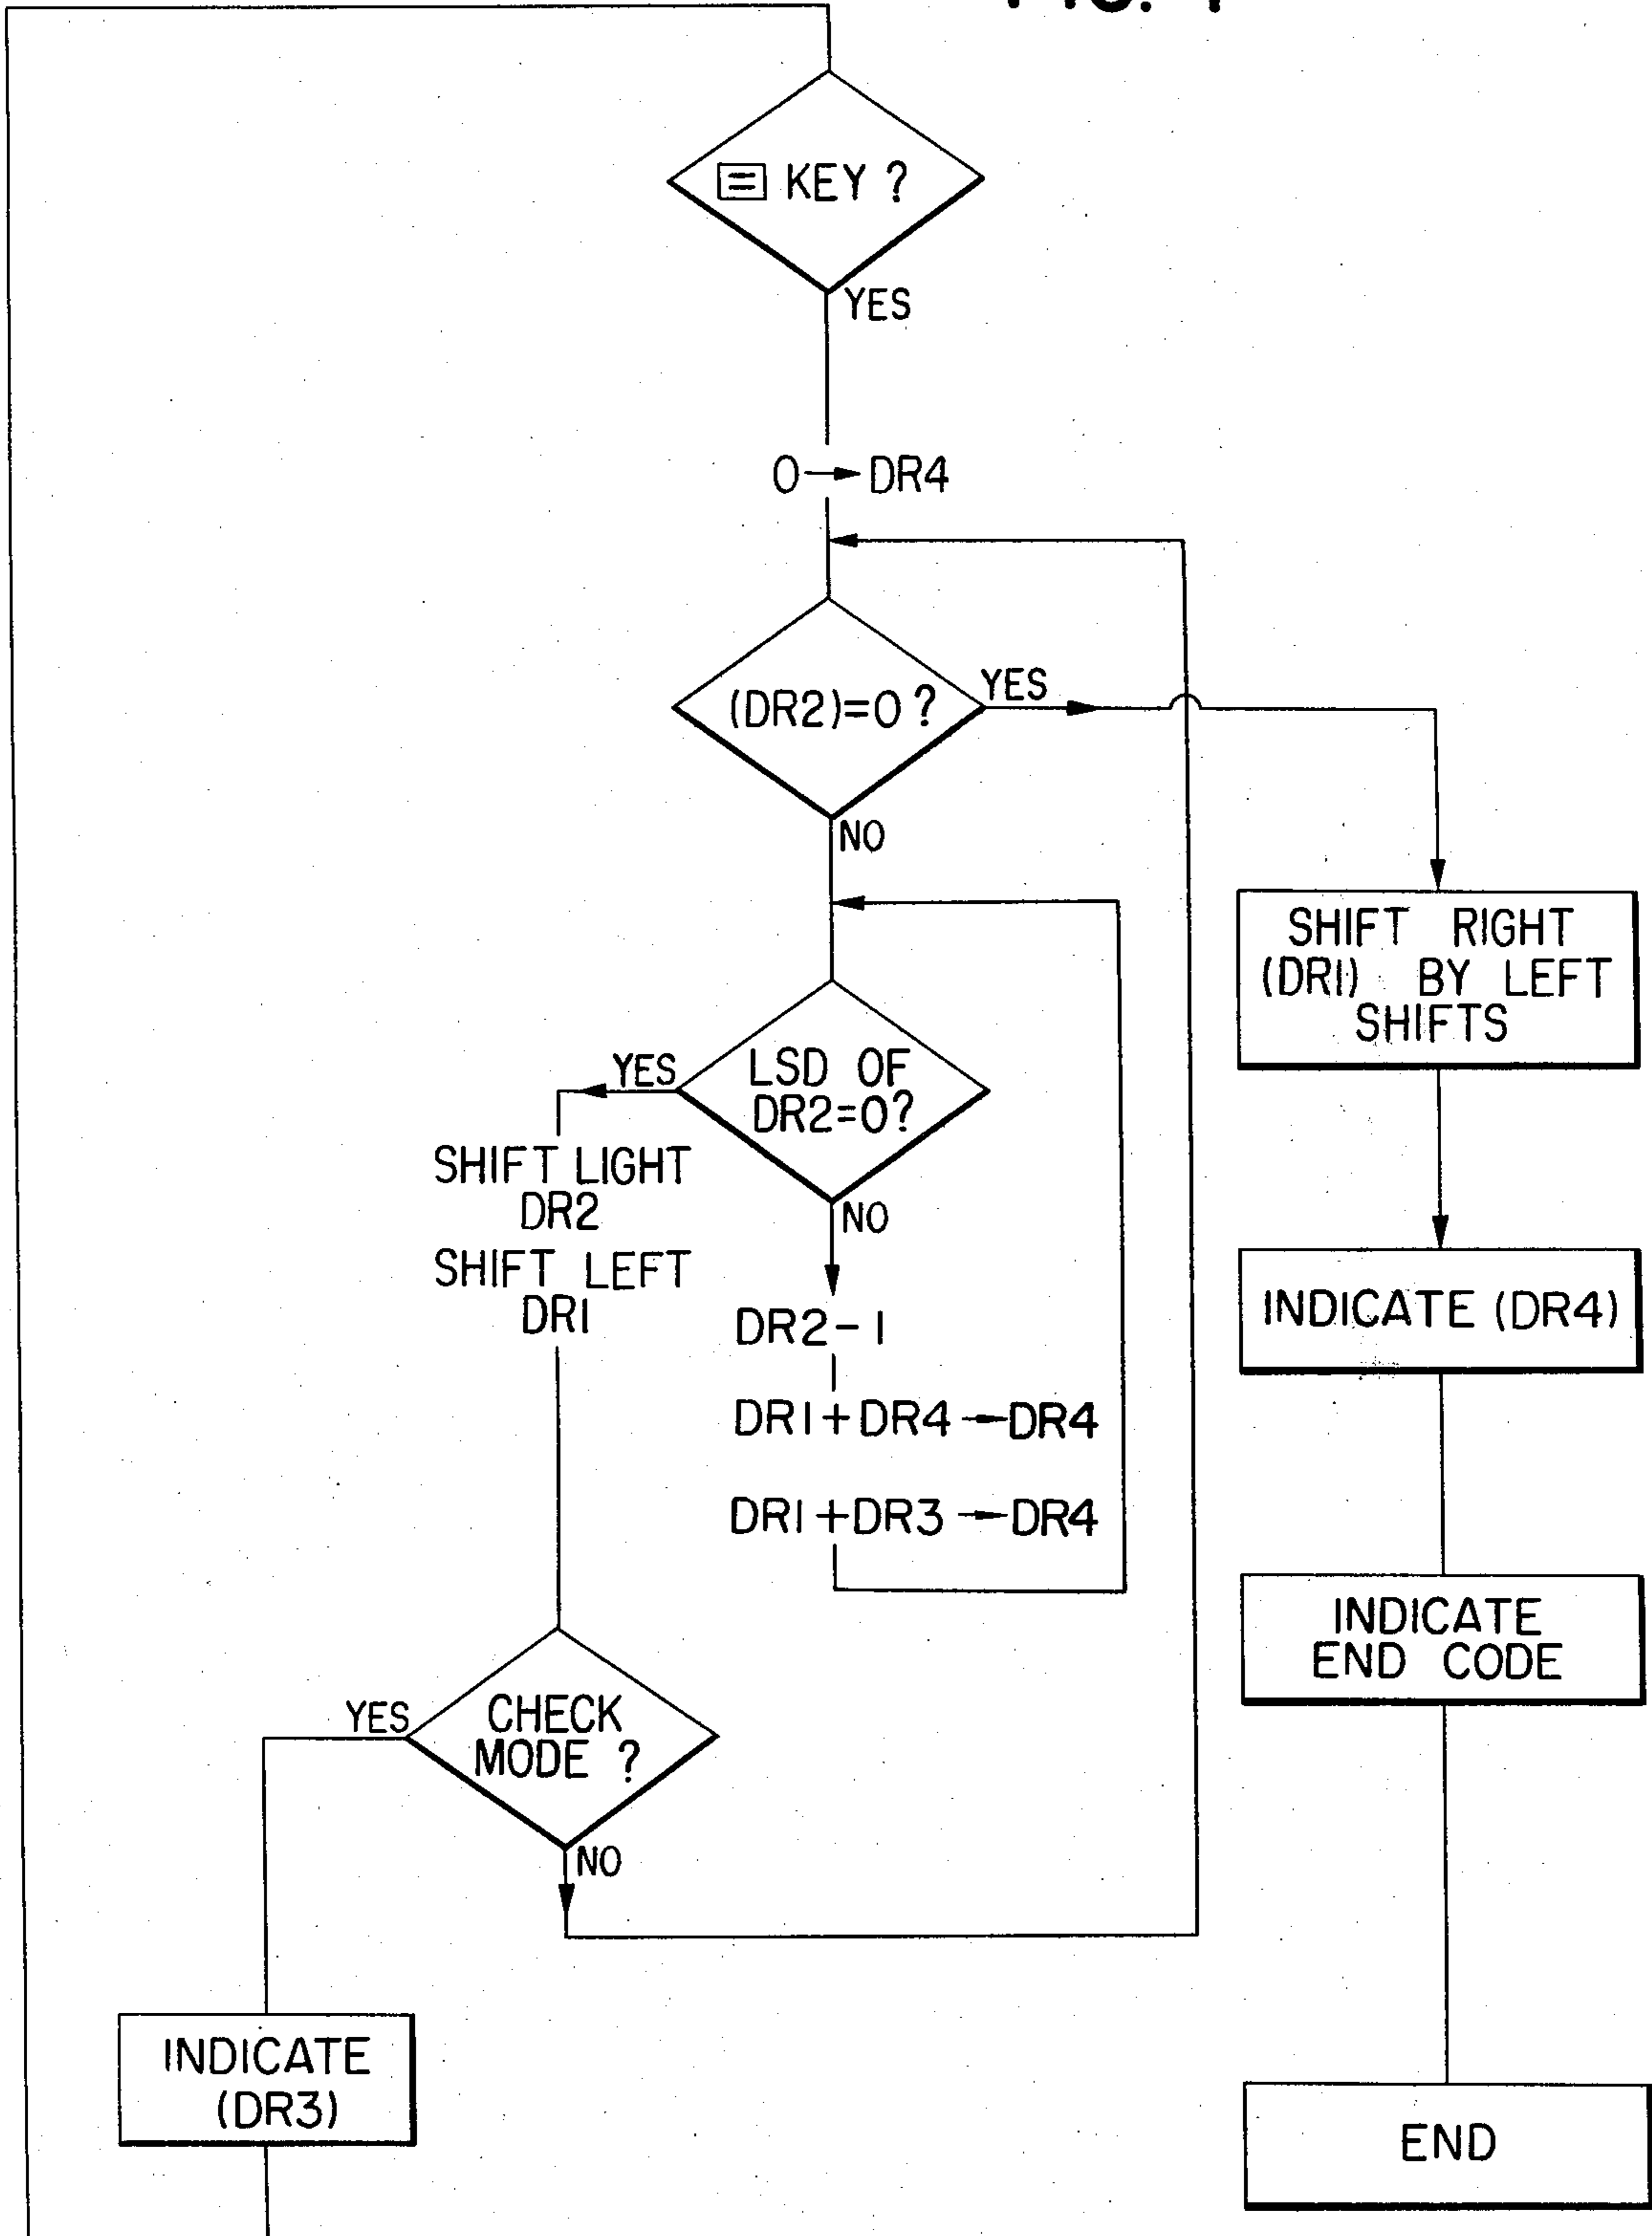 ⊟ KEY ?
YES
0→DR4
(DR2)=0?
YES
NO
SHIFT RIGHT
(DR1) BY LEFT
SHIFTS
LSD OF
DR2=0?
YES
NO
SHIFT LIGHT
DR2
SHIFT LEFT
DR1
DR2-1
DR1+DR4→DR4
DR1+DR3→DR4
INDICATE (DR4)
INDICATE
END CODE
CHECK
MODE ?
YES
NO
INDICATE
(DR3)
END